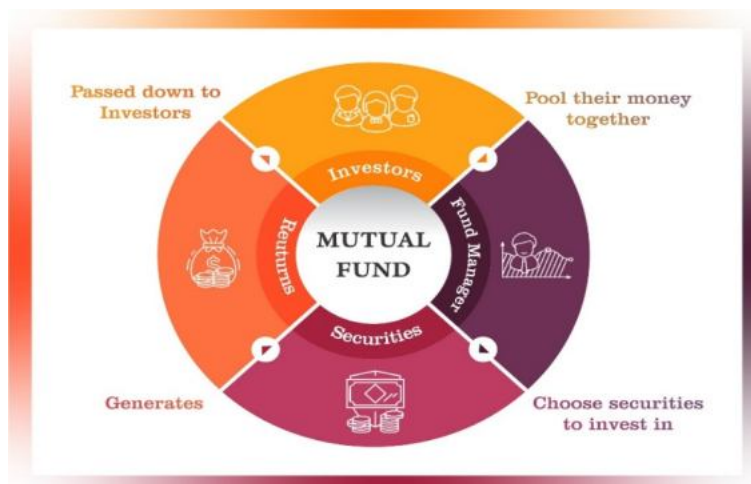 Passed down to
Investors
Pool their money
together
Investors
Reuturns
MUTUAL
FUND
Fund Manager
Securities
Generates
Choose securities
to invest in